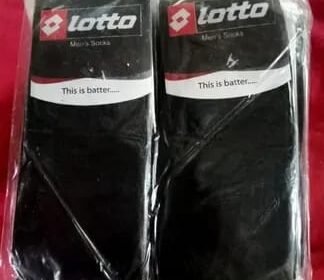 lotto
Men's Socks
This is batter.....
lotto
Men's Socks
This is batter.....